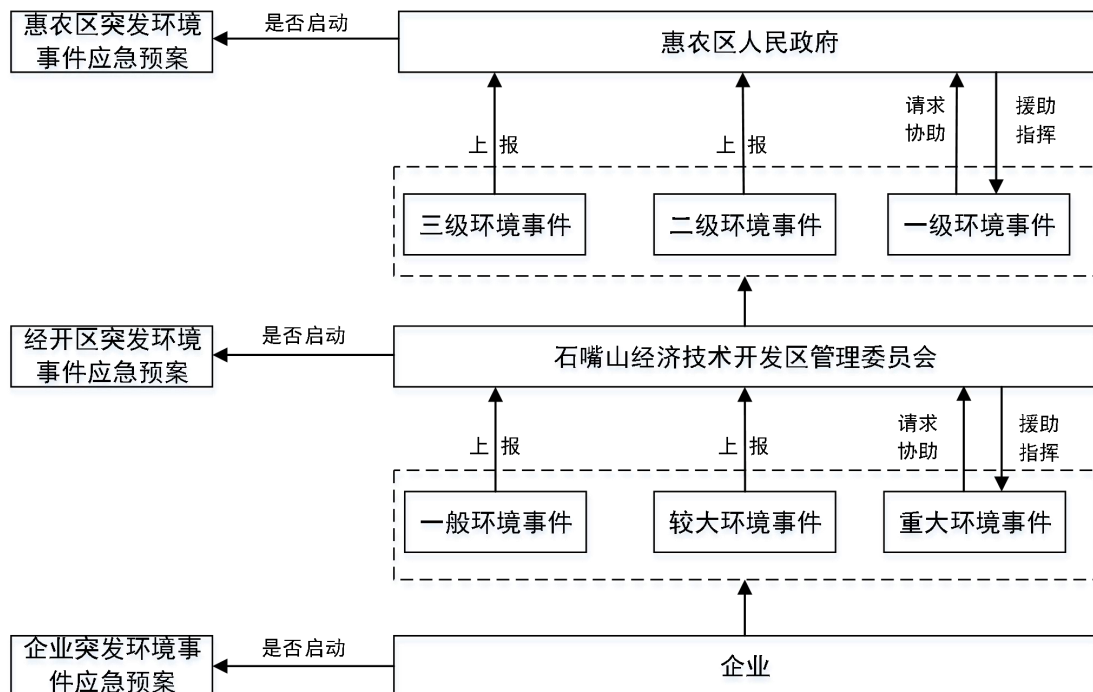 惠农区突发环境
事件应急预案
是否启动
惠农区人民政府
上报
上报
请求
协助
援助
指挥
三级环境事件
二级环境事件
一级环境事件
经开区突发环境
事件应急预案
是否启动
石嘴山经济技术开发区管理委员会
上报
上报
请求
协助
援助
指挥
一般环境事件
较大环境事件
重大环境事件
企业突发环境事
件应急预案
是否启动
企业